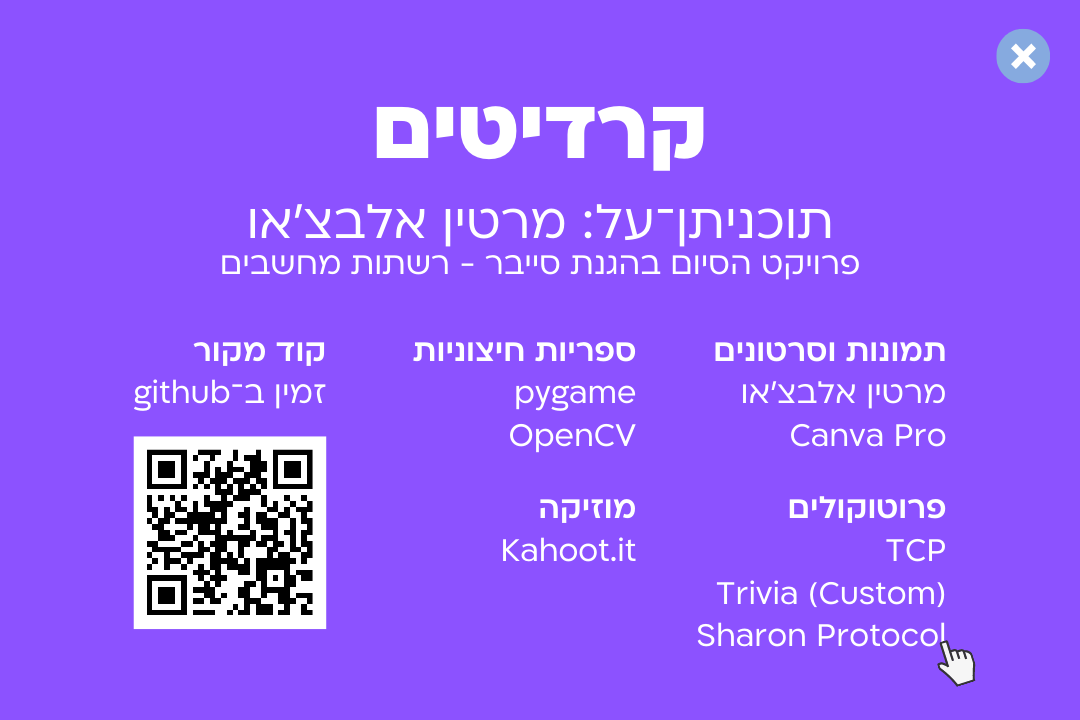 קרדיטים
תוכניתן־על: מרטין אלבצ'או
פרויקט הסיום בהגנת סייבר - רשתות מחשבים
תמונות וסרטונים
מרטין אלבצ'או
Canva Pro
פרוטוקולים
TCP
Trivia (Custom)
Sharon Protocol
ספריות חיצוניות
pygame
OpenCV
מוזיקה
Kahoot.it
קוד מקור
זמין ב־github